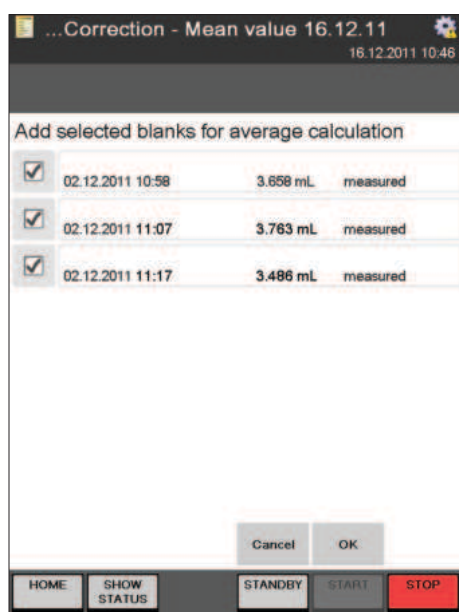 ...Correction - Mean value 16.12.11
16.12.2011 10:46
Add selected blanks for average calculation
02.12.2011 10:58 3.658 mL measured
02.12.2011 11:07 3.763 mL measured
02.12.2011 11:17 3.486 mL measured
Cancel OK
HOME SHOW STATUS STANDBY START STOP